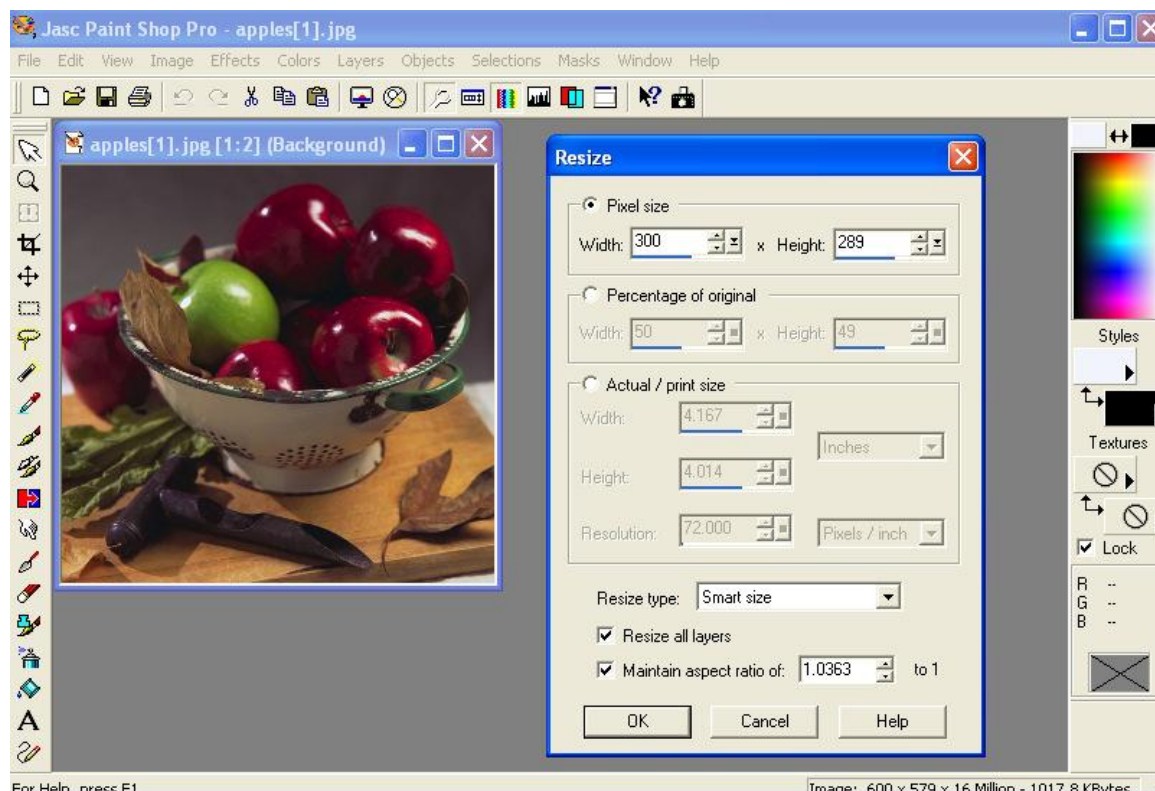 Jasc Paint Shop Pro - apples[1].jpg
File Edit View Image Effects Colors Layers Objects Selections Masks Window Help
apples[1].jpg [1:2] (Background)
Resize
Pixel size
Width: 300 x Height: 289
Percentage of original
Width: 50 x Height: 49
Actual / print size
Width: 4.167
Inches
Height: 4.014
Resolution: 72.000 Pixels / inch
Resize type: Smart size
Resize all layers
Maintain aspect ratio of: 1.0363 to 1
OK Cancel Help
Styles
Textures
Lock
R --
G --
B --
A
For Help, press F1
Image: 600 x 579 x 16 Million - 1017.8 KBytes